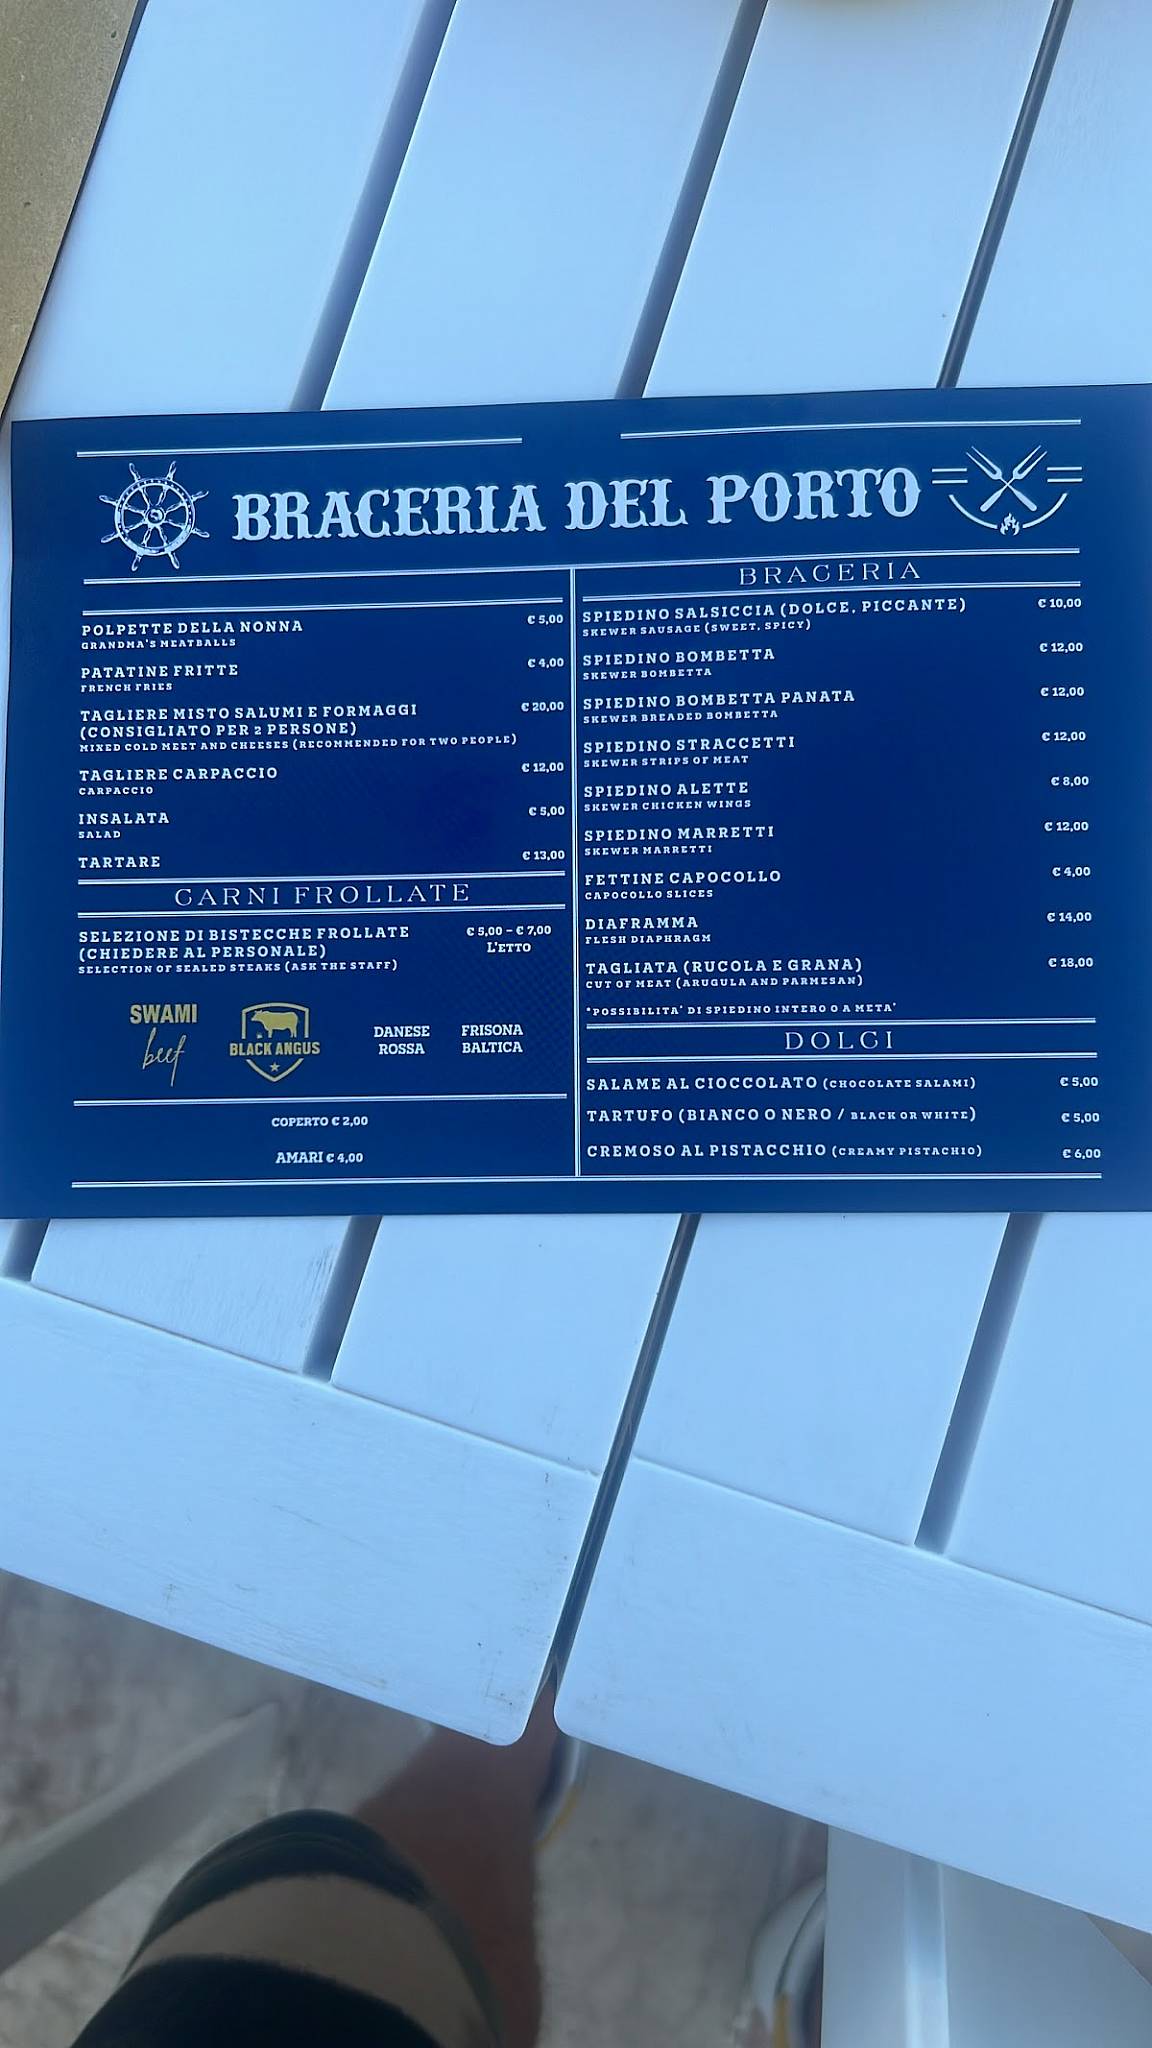 BRACERIA DEL PORTO
POLPETTE DELLA NONNA € 5,00
GRANDMA'S MEATBALLS
PATATINE FRITTE € 4,00
FRENCH FRIES
TAGLIERE MISTO SALUMI E FORMAGGI € 20,00
(CONSIGLIATO PER 2 PERSONE)
MIXED COLD MEET AND CHEESES (RECOMMENDED FOR TWO PEOPLE)
TAGLIERE CARPACCIO € 12,00
CARPACCIO
INSALATA € 5,00
SALAD
TARTARE € 13,00
CARNI FROLLATE
SELEZIONE DI BISTECCHE FROLLATE € 5,00 - € 7,00
(CHIEDERE AL PERSONALE) L'ETTO
SELECTION OF SEALED STEAKS (ASK THE STAFF)
SWAMI
beef
BLACK ANGUS
DANESE
ROSSA
FRISONA
BALTICA
COPERTO € 2,00
AMARI € 4,00
BRACERIA
SPIEDINO SALSICCIA (DOLCE, PICCANTE) € 10,00
SKEWER SAUSAGE (SWEET, SPICY)
SPIEDINO BOMBETTA € 12,00
SKEWER BOMBETTA
SPIEDINO BOMBETTA PANATA € 12,00
SKEWER BREADED BOMBETTA
SPIEDINO STRACCETTI € 12,00
SKEWER STRIPS OF MEAT
SPIEDINO ALETTE € 8,00
SKEWER CHICKEN WINGS
SPIEDINO MARRETTI € 12,00
SKEWER MARRETTI
FETTINE CAPOCOLLO € 4,00
CAPOCOLLO SLICES
DIAFRAMMA € 14,00
FLESH DIAPHRAGM
TAGLIATA (RUCOLA E GRANA) € 18,00
CUT OF MEAT (ARUGULA AND PARMESAN)
*POSSIBILITA' DI SPIEDINO INTERO O A META'
DOLCI
SALAME AL CIOCCOLATO (CHOCOLATE SALAMI) € 5,00
TARTUFO (BIANCO O NERO / BLACK OR WHITE) € 5,00
CREMOSO AL PISTACCHIO (CREAMY PISTACHIO) € 6,00